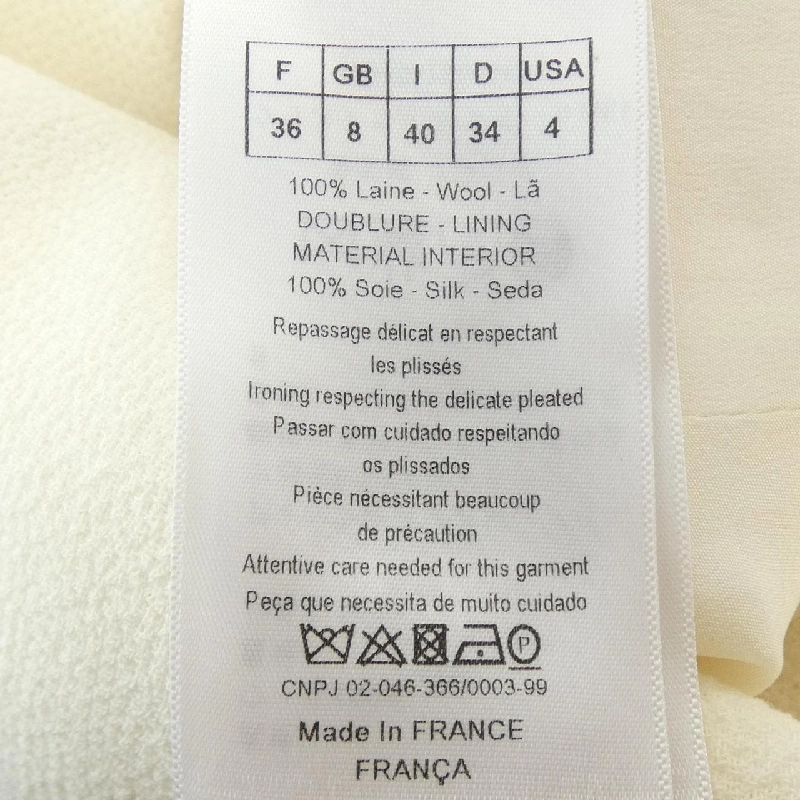 F GB I D USA
36 8 40 34 4
100% Laine - Wool - Lã
DOUBLURE - LINING
MATERIAL INTERIOR
100% Soie - Silk - Seda
Repassage délicat en respectant
les plissés
Ironing respecting the delicate pleated
Passar com cuidado respeitando
os plissados
Pièce nécessitant beaucoup
de précaution
Attentive care needed for this garment
Peça que necessita de muito cuidado
P
CNPJ 02-046-366/0003-99
Made In FRANCE
FRANÇA